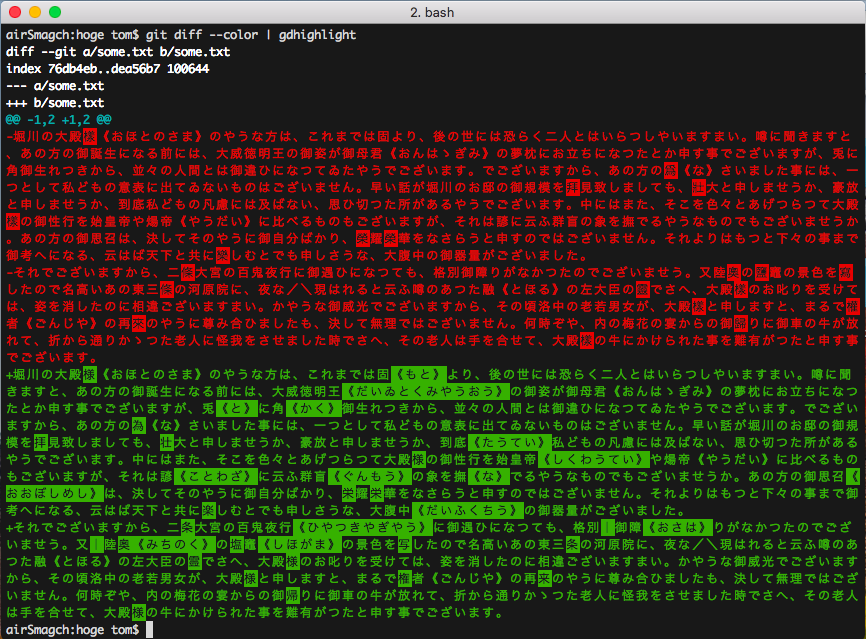 2. bash
airSmagch:hoge tom$ git diff --color | gdhighlight
diff --git a/some.txt b/some.txt
index 76db4eb..dea56b7 100644
--- a/some.txt
+++ b/some.txt
@@ -1,2 +1,2 @@
-堀川の大殿樣《おほとのさま》のやうな方は、これまでは固より、後の世には恐らく二人とはいらつしやいますまい。噂に聞きますと
、あの方の御誕生になる前には、大威徳明王の御姿が御母君《おんはゝぎみ》の夢枕にお立ちになつたとか申す事でございますが、兎に
角御生れつきから、並々の人間とは御違ひになつてゐたやうでございます。でございますから、あの方の爲《な》さいました事には、一
つとして私どもの意表に出てゐないものはございません。早い話が堀川のお邸の御規模を拜見致しましても、壯大と申しませうか、豪放
と申しませうか、到底私どもの凡慮には及ばない、思ひ切つた所があるやうでございます。中にはまた、そこを色々とあげつらつて大殿
樣の御性行を始皇帝や煬帝《やうだい》に比べるものもございますが、それは諺に云ふ群盲の象を撫でるやうなものでもございませうか
。あの方の御思召は、決してそのやうに御自分ばかり、榮耀榮華をなさらうと申すのではございません。それよりはもつと下々の事まで
御考へになる、云はば天下と共に樂しむとでも申しさうな、大腹中の御器量がございました。
-それでございますから、二條大宮の百鬼夜行に御遇ひになつても、格別御障りがなかつたのでございませう。又陸奧の鹽竈の景色を寫
したので名高いあの東三條の河原院に、夜な/＼現はれると云ふ噂のあつた融《とほる》の左大臣の靈でさへ、大殿樣のお叱りを受けて
は、姿を消したのに相違ございますまい。かやうな御威光でございますから、その頃洛中の老若男女が、大殿樣と申しますと、まるで權
者《ごんじや》の再來のやうに尊み合ひましたも、決して無理ではございません。何時ぞや、内の梅花の宴からの御歸りに御車の牛が放
れて、折から通りかゝつた老人に怪我をさせました時でさへ、その老人は手を合せて、大殿樣の牛にかけられた事を難有がつたと申す事
でございます。
+堀川の大殿様《おほとのさま》のやうな方は、これまでは固《もと》より、後の世には恐らく二人とはいらつしやいますまい。噂に聞
きますと、あの方の御誕生になる前には、大威徳明王《だいゐとくみやうおう》の御姿が御母君《おんはゝぎみ》の夢枕にお立ちになつ
たとか申す事でございますが、兎《と》に角《かく》御生れつきから、並々の人間とは御違ひになつてゐたやうでございます。でござい
ますから、あの方の為《な》さいました事には、一つとして私どもの意表に出てゐないものはございません。早い話が堀川のお邸の御規
模を拝見致しましても、壮大と申しませうか、豪放と申しませうか、到底《たうてい》私どもの凡慮には及ばない、思ひ切つた所がある
やうでございます。中にはまた、そこを色々とあげつらつて大殿様の御性行を始皇帝《しくわうてい》や煬帝《やうだい》に比べるもの
もございますが、それは諺《ことわざ》に云ふ群盲《ぐんもう》の象を撫《な》でるやうなものでもございませうか。あの方の御思召《
おおぼしめし》は、決してそのやうに御自分ばかり、栄耀栄華をなさらうと申すのではございません。それよりはもつと下々の事まで御
考へになる、云はば天下と共に楽しむとでも申しさうな、大腹中《だいふくちう》の御器量がございました。
+それでございますから、二条大宮の百鬼夜行《ひやつきやぎやう》に御遇ひになつても、格別｜御障《おさは》りがなかつたのでござ
いませう。又｜陸奥《みちのく》の塩竈《しほがま》の景色を写したので名高いあの東三条の河原院に、夜な/＼現はれると云ふ噂のあ
つた融《とほる》の左大臣の霊でさへ、大殿様のお叱りを受けては、姿を消したのに相違ございますまい。かやうな御威光でございます
から、その頃洛中の老若男女が、大殿様と申しますと、まるで権者《ごんじや》の再来のやうに尊み合ひましたも、決して無理ではござ
いません。何時ぞや、内の梅花の宴からの御帰りに御車の牛が放れて、折から通りかゝつた老人に怪我をさせました時でさへ、その老人
は手を合せて、大殿様の牛にかけられた事を難有がつたと申す事でございます。
airSmagch:hoge tom$